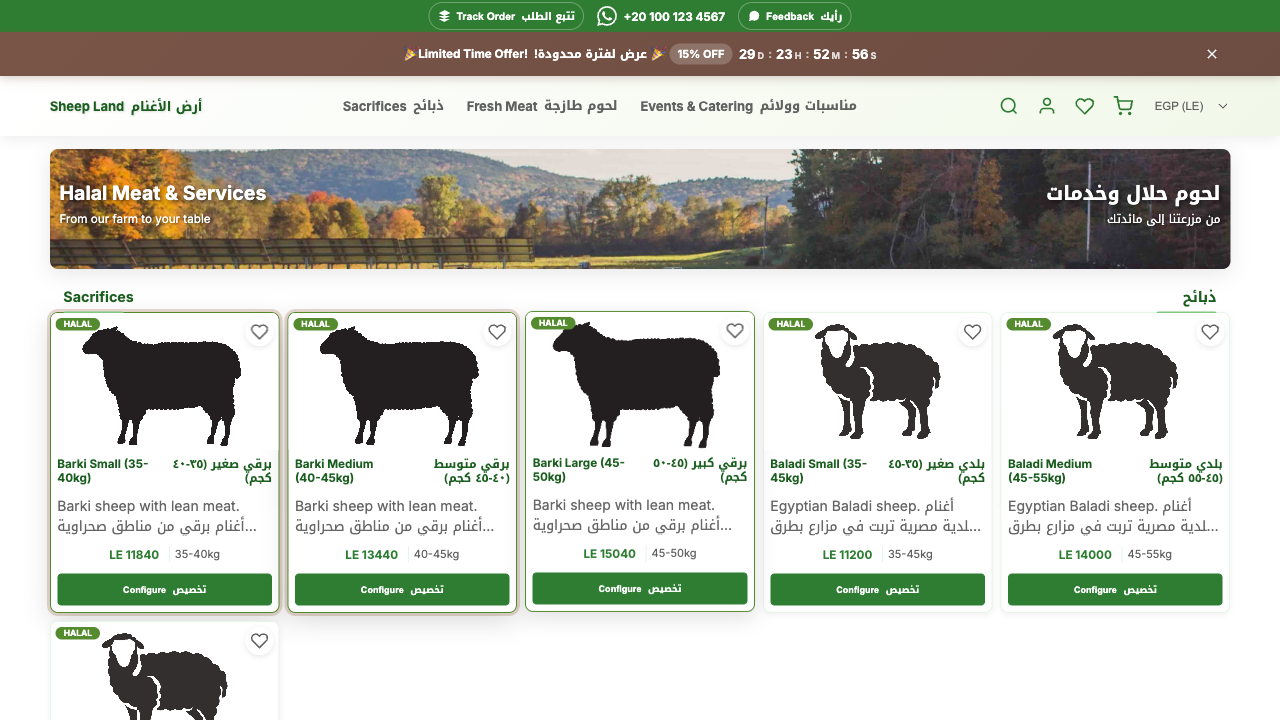 Track Order تتبع الطلب
+20 100 123 4567
Feedback رأيك
🎉Limited Time Offer! عرض لفترة محدودة! 🎉 15% OFF 29 D : 23 H : 52 M : 56 S
Sheep Land أرض الأغنام
Sacrifices ذبائح
Fresh Meat لحوم طازجة
Events & Catering مناسبات وولائم
EGP (LE)
Halal Meat & Services
From our farm to your table
لحوم حلال وخدمات
من مزرعتنا إلى مائدتك
Sacrifices
ذبائح
HALAL
Barki Small (35-
40kg)
برقي صغير (٣٥-٤٠
كجم)
Barki sheep with lean meat.
أغنام برقي من مناطق صحراوية...
LE 11840
35-40kg
Configure تخصيص
HALAL
Barki Medium
(40-45kg)
برقي متوسط
(٤٠-٤٥ كجم)
Barki sheep with lean meat.
أغنام برقي من مناطق صحراوية...
LE 13440
40-45kg
Configure تخصيص
HALAL
Barki Large (45-
50kg)
برقي كبير (٤٥-٥٠
كجم)
Barki sheep with lean meat.
أغنام برقي من مناطق صحراوية...
LE 15040
45-50kg
Configure تخصيص
HALAL
Baladi Small (35-
45kg)
بلدي صغير (٣٥-٤٥
كجم)
Egyptian Baladi sheep. أغنام
بلدية مصرية تربت في مزارع بطرق...
LE 11200
35-45kg
Configure تخصيص
HALAL
Baladi Medium
(45-55kg)
بلدي متوسط
(٤٥-٥٥ كجم)
Egyptian Baladi sheep. أغنام
بلدية مصرية تربت في مزارع بطرق...
LE 14000
45-55kg
Configure تخصيص
HALAL